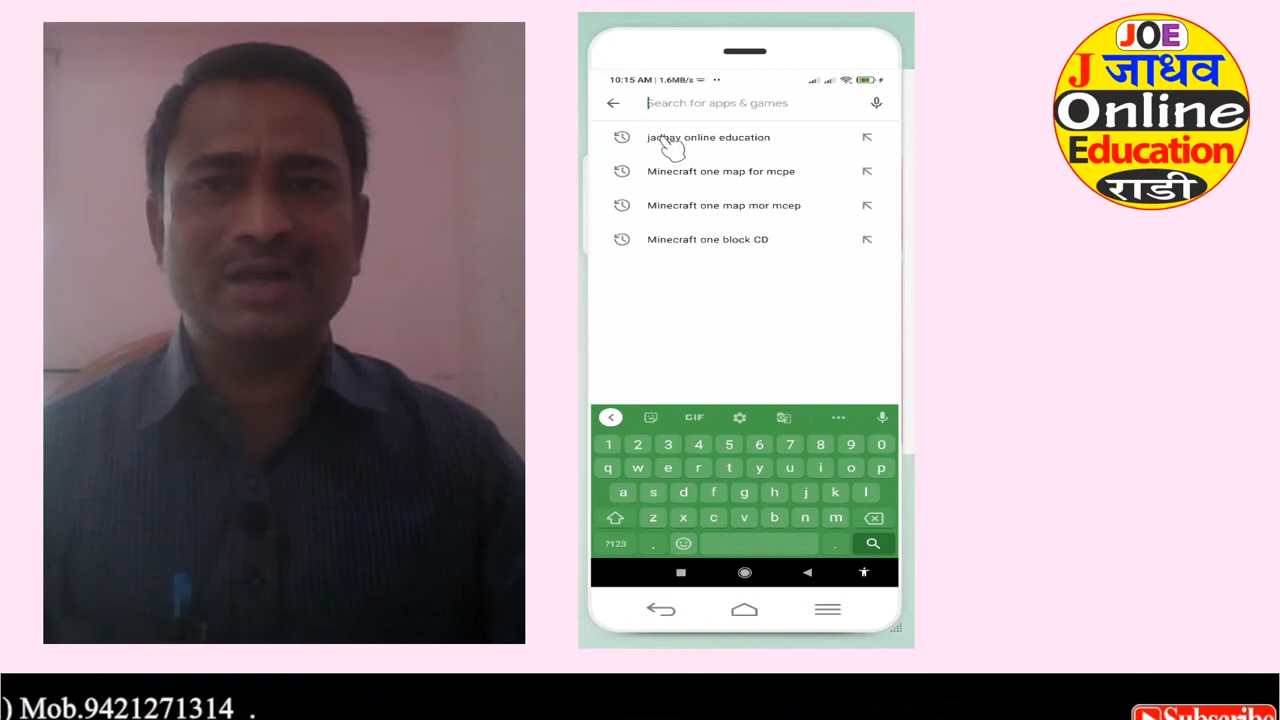 10:15 AM | 1.6MB/s
Search for apps & games
jadhav online education
Minecraft one map for mcpe
Minecraft one map mor mcep
Minecraft one block CD
GIF
1 2 3 4 5 6 7 8 9 0
q w e r t y u i o p
a s d f g h j k l
z x c v b n m
?123 , .
JOE
J जाधव
Online
Education
राडी
) Mob.9421271314 .
Subscribe